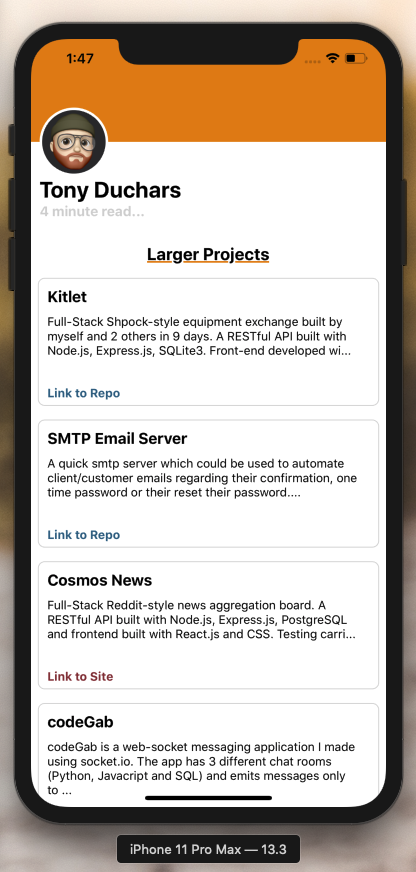 1:47
Tony Duchars
4 minute read...
Larger Projects
Kitlet
Full-Stack Shpock-style equipment exchange built by
myself and 2 others in 9 days. A RESTful API built with
Node.js, Express.js, SQLite3. Front-end developed wi...
Link to Repo
SMTP Email Server
A quick smtp server which could be used to automate
client/customer emails regarding their confirmation, one
time password or their reset their password....
Link to Repo
Cosmos News
Full-Stack Reddit-style news aggregation board. A
RESTful API built with Node.js, Express.js, PostgreSQL
and frontend built with React.js and CSS. Testing carri...
Link to Site
codeGab
codeGab is a web-socket messaging application I made
using socket.io. The app has 3 different chat rooms
(Python, Javacript and SQL) and emits messages only
to ...
iPhone 11 Pro Max — 13.3